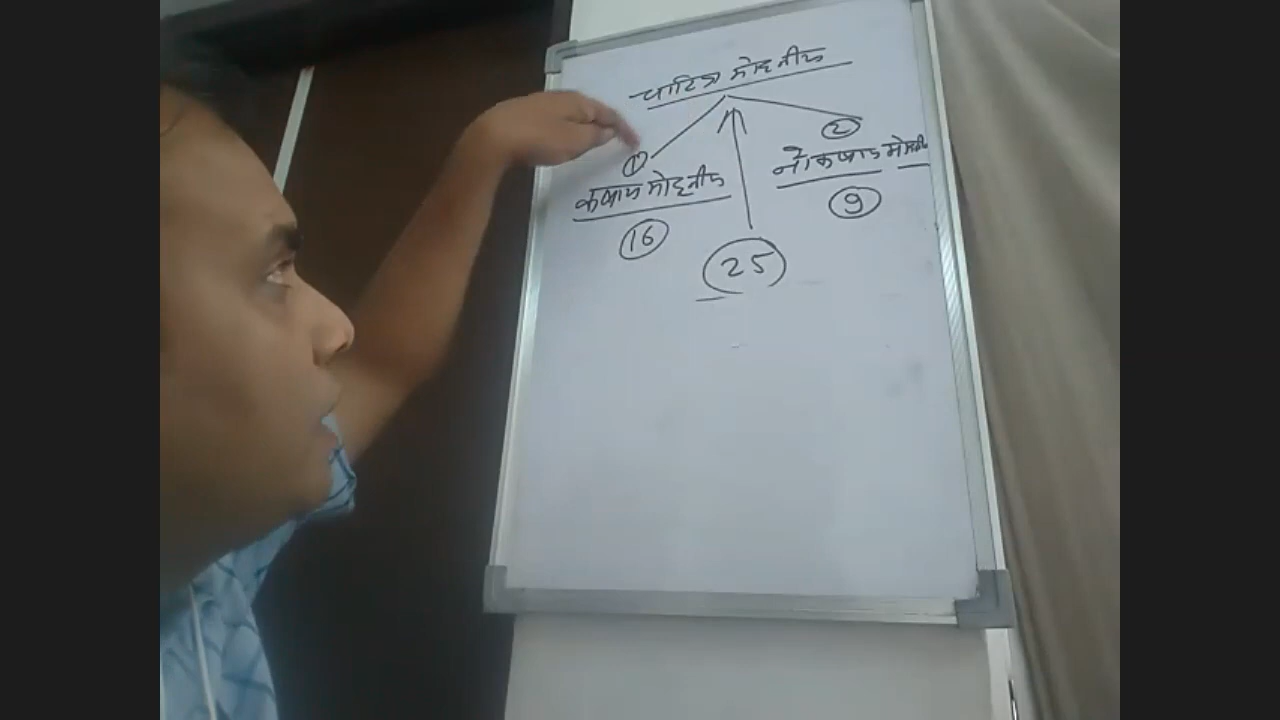 चारित्र मोहनीय
① ②
कषाय मोहनीय नोकषाय मोहनी
16 9
25